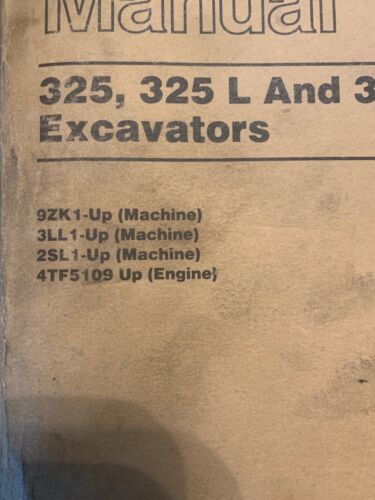 Manual
325, 325 L And 3
Excavators
9ZK1-Up (Machine)
3LL1-Up (Machine)
2SL1-Up (Machine)
4TF5109 Up (Engine)